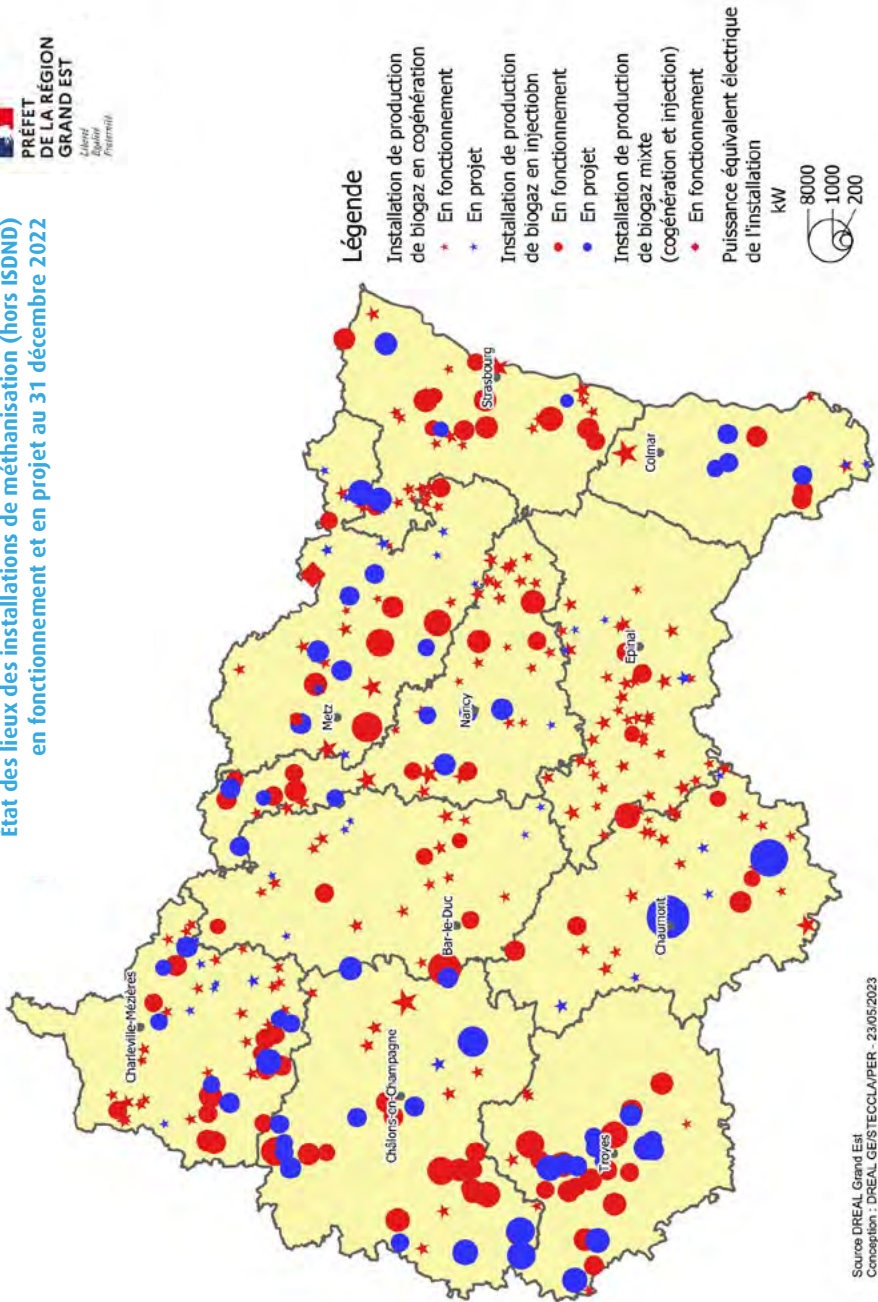 Etat des lieux des installations de méthanisation (hors ISDND)
en fonctionnement et en projet au 31 décembre 2022
PRÉFET
DE LA RÉGION
GRAND EST
Liberté
Égalité
Fraternité
Charleville-Mézières
Metz
Châlons-en-Champagne
Bar-le-Duc
Nancy
Strasbourg
Troyes
Chaumont
Epinal
Colmar
Légende
Installation de production
de biogaz en cogénération
En fonctionnement
En projet
Installation de production
de biogaz en injectiobn
En fonctionnement
En projet
Installation de production
de biogaz mixte
(cogénération et injection)
En fonctionnement
Puissance équivalent électrique
de l'installation
kW
8000
1000
200
Source DREAL Grand Est
Conception : DREAL GE/STECCLA/PER - 23/05/2023